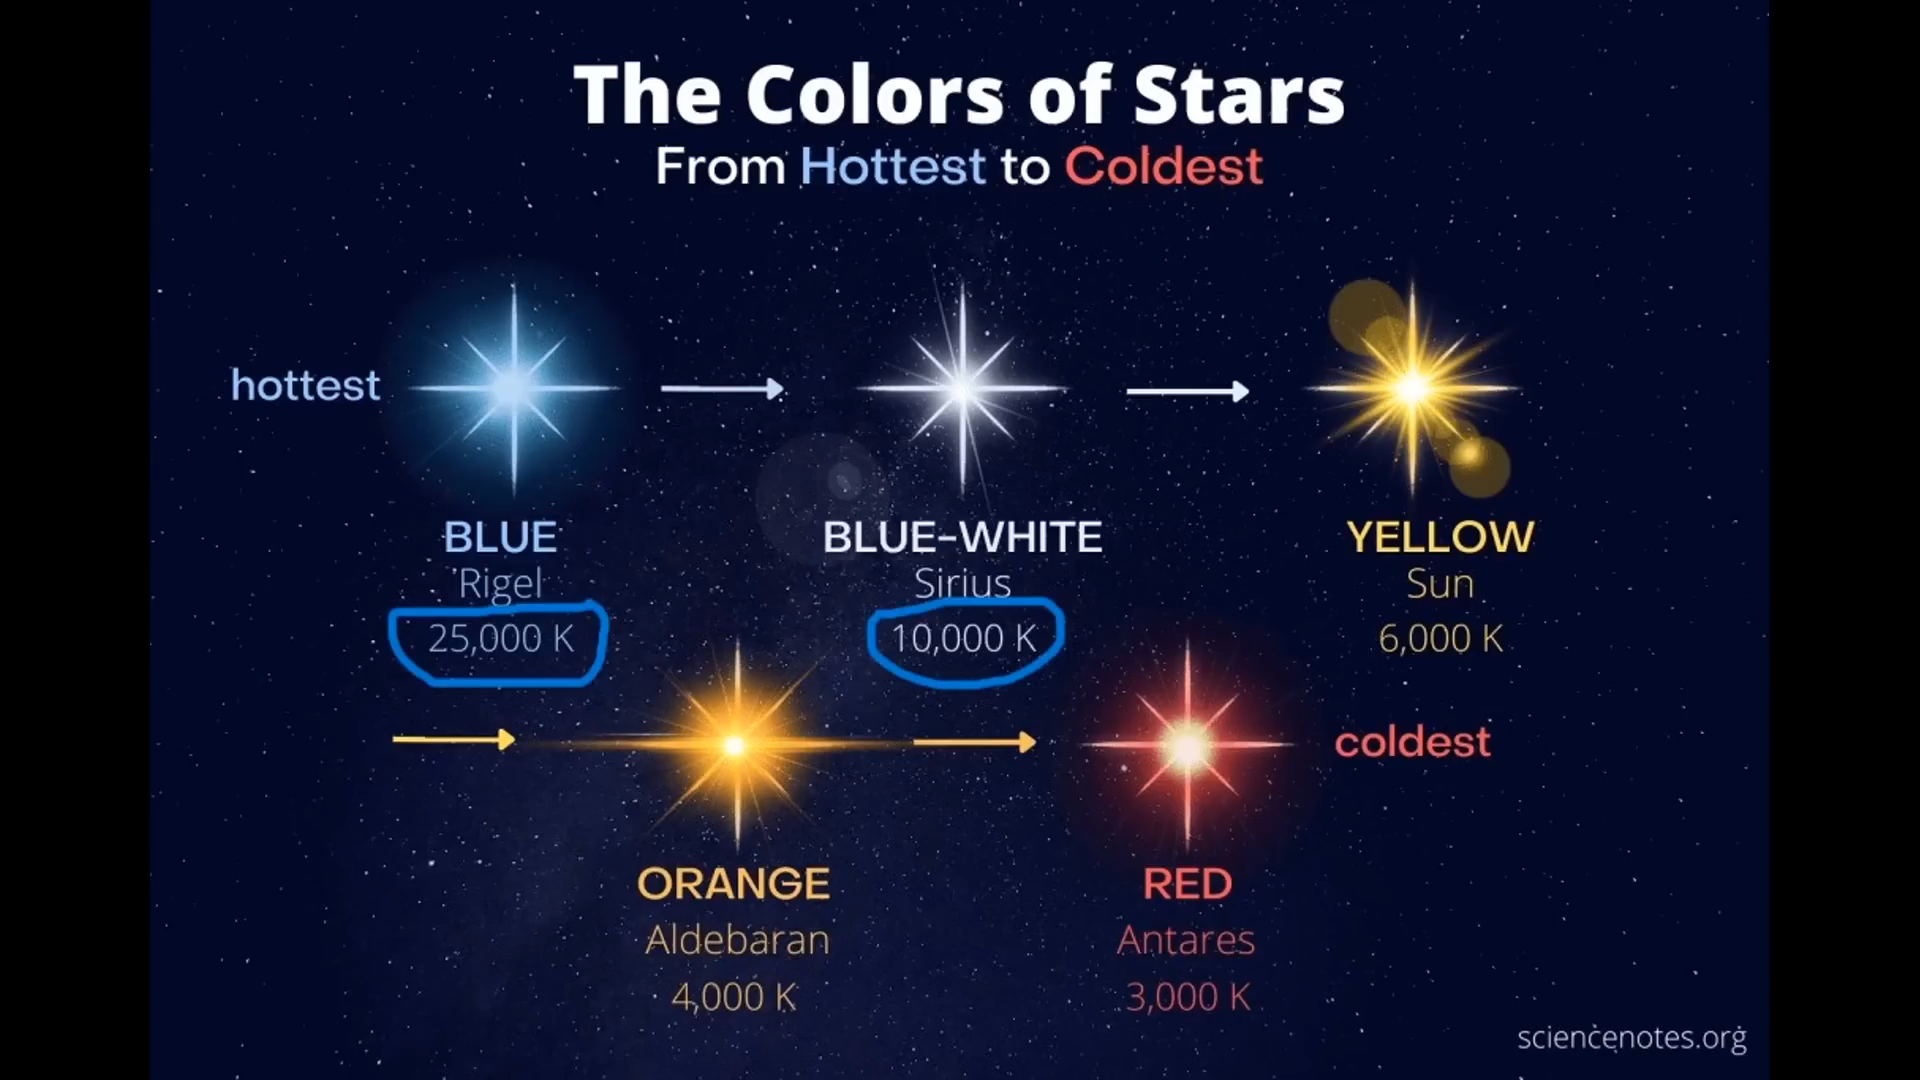 The Colors of Stars
From Hottest to Coldest
hottest
BLUE
Rigel
25,000 K
BLUE-WHITE
Sirius
10,000 K
YELLOW
Sun
6,000 K
ORANGE
Aldebaran
4,000 K
RED
Antares
3,000 K
coldest
sciencenotes.org